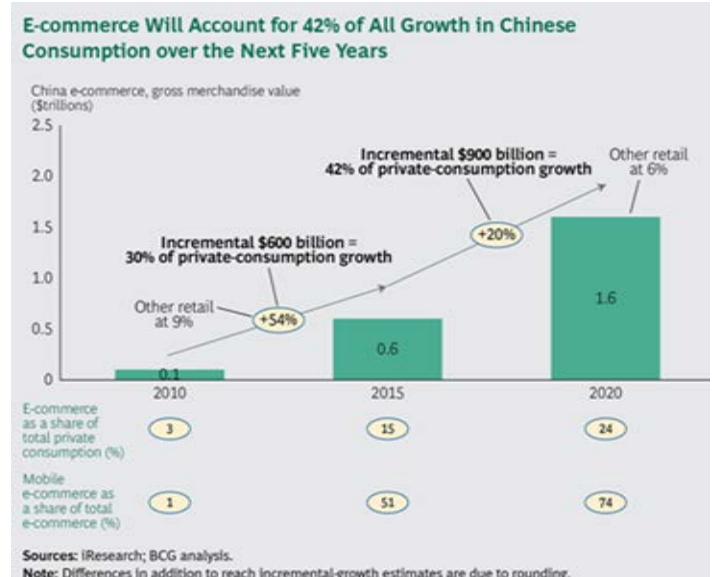 E-commerce Will Account for 42% of All Growth in Chinese
Consumption over the Next Five Years
China e-commerce, gross merchandise value
($trillions)
2.5
2.0
1.5
1.0
0.5
0
Incremental $900 billion =
42% of private-consumption growth
Other retail
at 6%
+20%
Incremental $600 billion =
30% of private-consumption growth
Other retail
at 9%
+54%
0.1
0.6
1.6
2010
2015
2020
E-commerce
as a share of
total private
consumption (%)
3
15
24
Mobile
e-commerce as
a share of total
e-commerce (%)
1
51
74
Sources: iResearch; BCG analysis.
Note: Differences in addition to reach incremental-growth estimates are due to rounding.